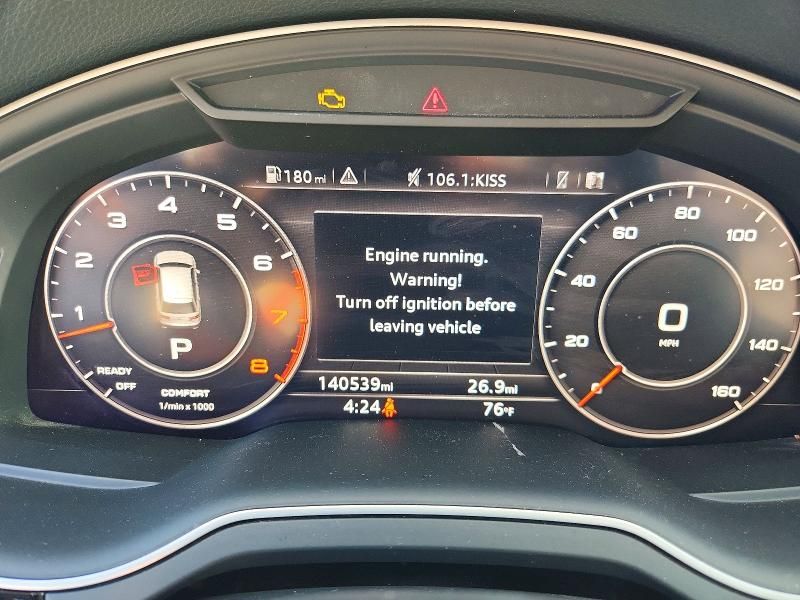 180 mi
106.1:KISS
1
2
3
4
5
6
7
8
P
READY
OFF
COMFORT
1/min x 1000
Engine running.
Warning!
Turn off ignition before
leaving vehicle
140539mi
26.9mi
4:24
76°F
20
40
60
80
100
120
140
160
0
MPH